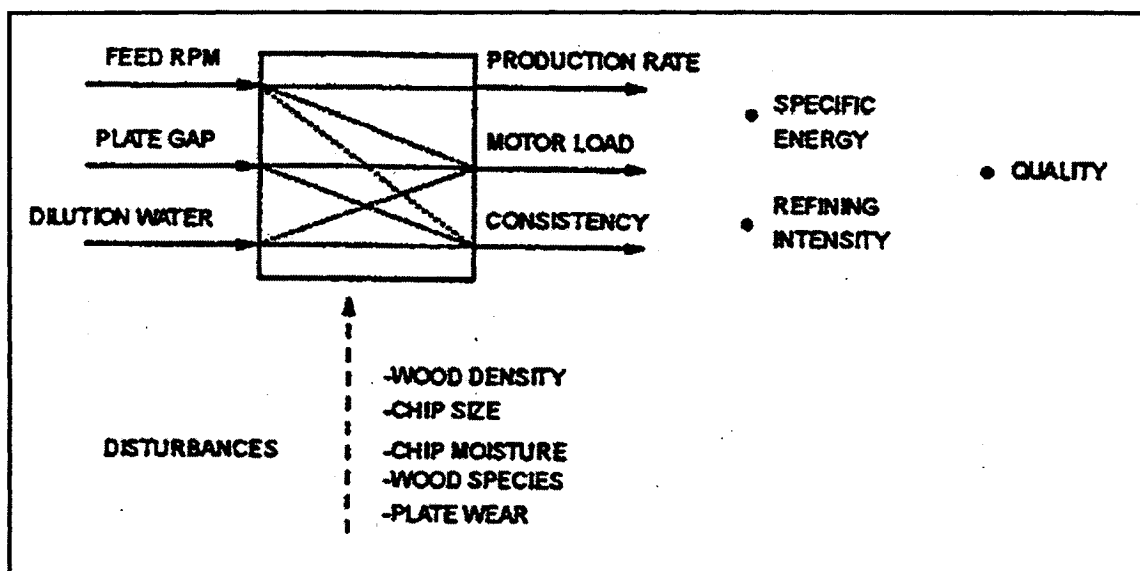 FEED RPM
PLATE GAP
DILUTION WATER
PRODUCTION RATE
MOTOR LOAD
CONSISTENCY
• SPECIFIC
ENERGY
• REFINING
INTENSITY
• QUALITY
DISTURBANCES
-WOOD DENSITY
-CHIP SIZE
-CHIP MOISTURE
-WOOD SPECIES
-PLATE WEAR